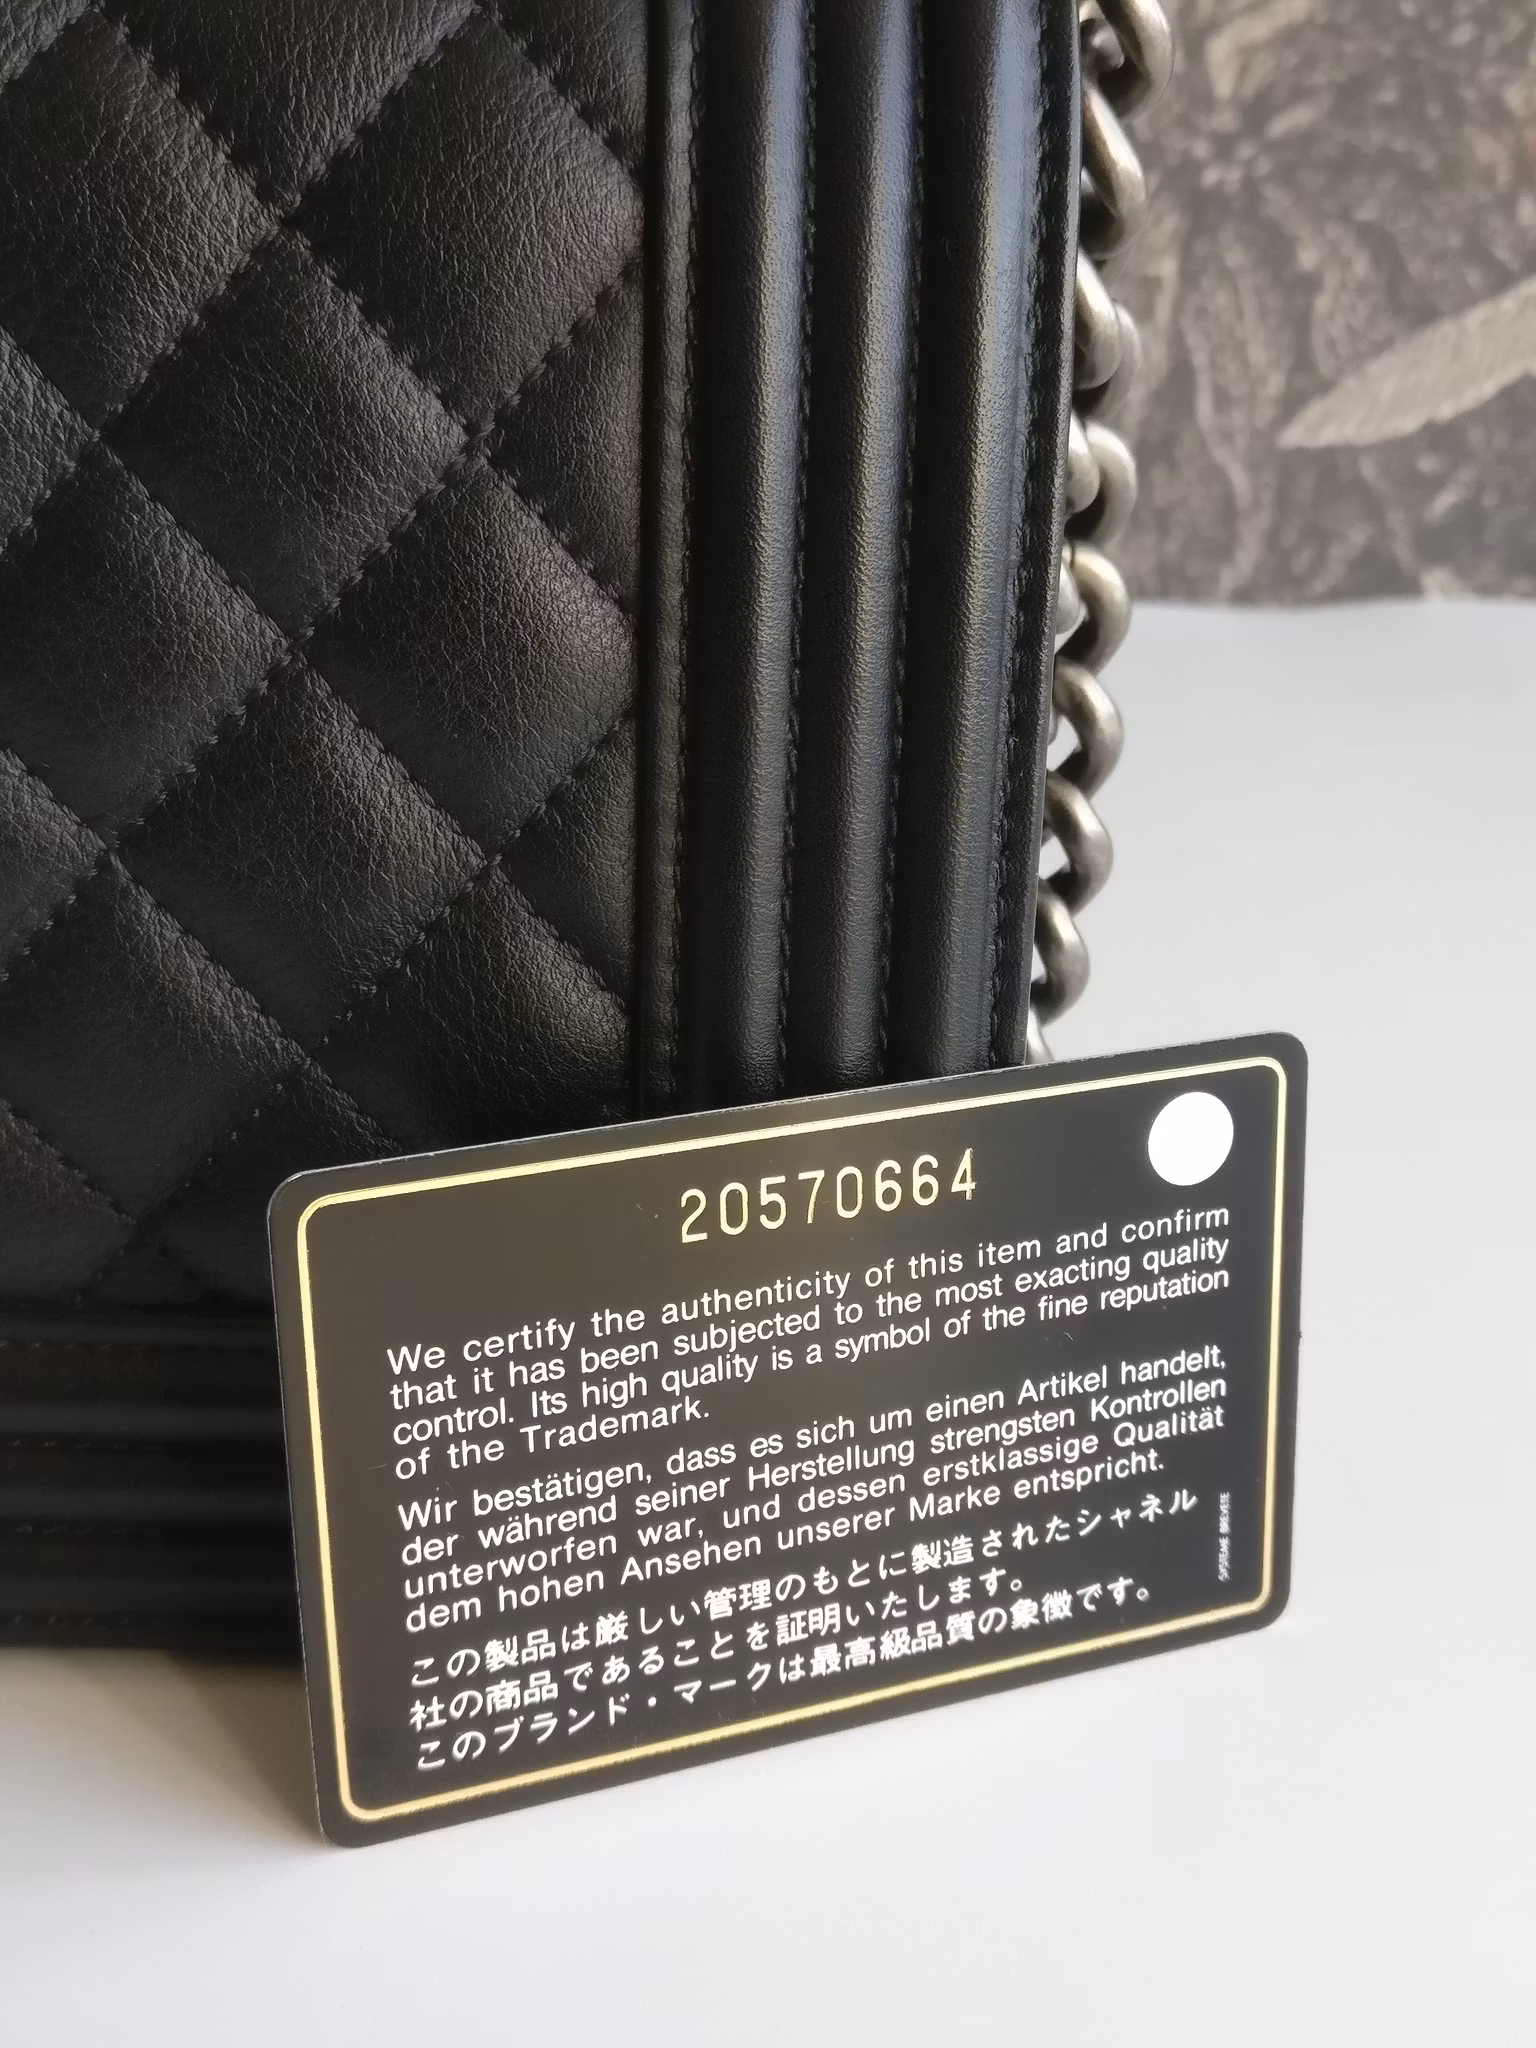 20570664
We certify the authenticity of this item and confirm
that it has been subjected to the most exacting quality
control. Its high quality is a symbol of the fine reputation
of the Trademark.
Wir bestätigen, dass es sich um einen Artikel handelt,
der während seiner Herstellung strengsten Kontrollen
unterworfen war, und dessen erstklassige Qualität
dem hohen Ansehen unserer Marke entspricht.
この製品は厳しい管理のもとに製造されたシャネル
社の商品であることを証明いたします。
このブランド・マークは最高級品質の象徴です。
SYSTEME BREVETE